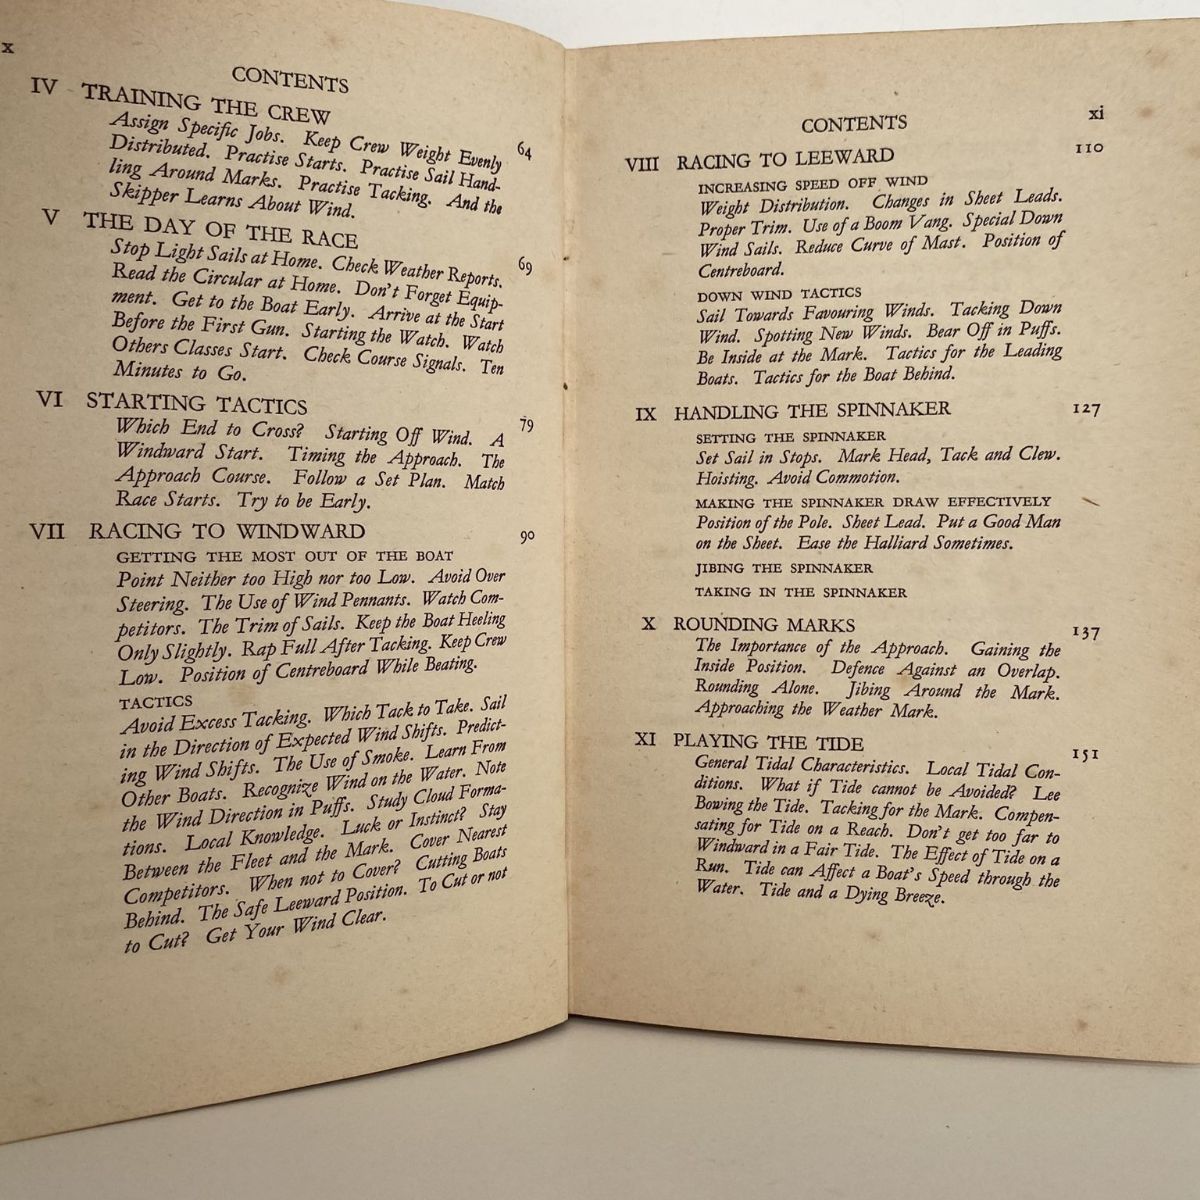 x
CONTENTS
IV TRAINING THE CREW 64
Assign Specific Jobs. Keep Crew Weight Evenly
Distributed. Practise Starts. Practise Sail Hand-
ling Around Marks. Practise Tacking. And the
Skipper Learns About Wind.
V THE DAY OF THE RACE 69
Stop Light Sails at Home. Check Weather Reports.
Read the Circular at Home. Don't Forget Equip-
ment. Get to the Boat Early. Arrive at the Start
Before the First Gun. Starting the Watch. Watch
Others Classes Start. Check Course Signals. Ten
Minutes to Go.
VI STARTING TACTICS 79
Which End to Cross? Starting Off Wind. A
Windward Start. Timing the Approach. The
Approach Course. Follow a Set Plan. Match
Race Starts. Try to be Early.
VII RACING TO WINDWARD 90
GETTING THE MOST OUT OF THE BOAT
Point Neither too High nor too Low. Avoid Over
Steering. The Use of Wind Pennants. Watch Com-
petitors. The Trim of Sails. Keep the Boat Heeling
Only Slightly. Rap Full After Tacking. Keep Crew
Low. Position of Centreboard While Beating.
TACTICS
Avoid Excess Tacking. Which Tack to Take. Sail
in the Direction of Expected Wind Shifts. Predict-
ing Wind Shifts. The Use of Smoke. Learn From
Other Boats. Recognize Wind on the Water. Note
the Wind Direction in Puffs. Study Cloud Forma-
tions. Local Knowledge. Luck or Instinct? Stay
Between the Fleet and the Mark. Cover Nearest
Competitors. When not to Cover? Cutting Boats
Behind. The Safe Leeward Position. To Cut or not
to Cut? Get Your Wind Clear.
CONTENTS xi
VIII RACING TO LEEWARD 110
INCREASING SPEED OFF WIND
Weight Distribution. Changes in Sheet Leads.
Proper Trim. Use of a Boom Vang. Special Down
Wind Sails. Reduce Curve of Mast. Position of
Centreboard.
DOWN WIND TACTICS
Sail Towards Favouring Winds. Tacking Down
Wind. Spotting New Winds. Bear Off in Puffs.
Be Inside at the Mark. Tactics for the Leading
Boats. Tactics for the Boat Behind.
IX HANDLING THE SPINNAKER 127
SETTING THE SPINNAKER
Set Sail in Stops. Mark Head, Tack and Clew.
Hoisting. Avoid Commotion.
MAKING THE SPINNAKER DRAW EFFECTIVELY
Position of the Pole. Sheet Lead. Put a Good Man
on the Sheet. Ease the Halliard Sometimes.
JIBING THE SPINNAKER
TAKING IN THE SPINNAKER
X ROUNDING MARKS 137
The Importance of the Approach. Gaining the
Inside Position. Defence Against an Overlap.
Rounding Alone. Jibing Around the Mark.
Approaching the Weather Mark.
XI PLAYING THE TIDE 151
General Tidal Characteristics. Local Tidal Con-
ditions. What if Tide cannot be Avoided? Lee
Bowing the Tide. Tacking for the Mark. Compen-
sating for Tide on a Reach. Don't get too far to
Windward in a Fair Tide. The Effect of Tide on a
Run. Tide can Affect a Boat's Speed through the
Water. Tide and a Dying Breeze.